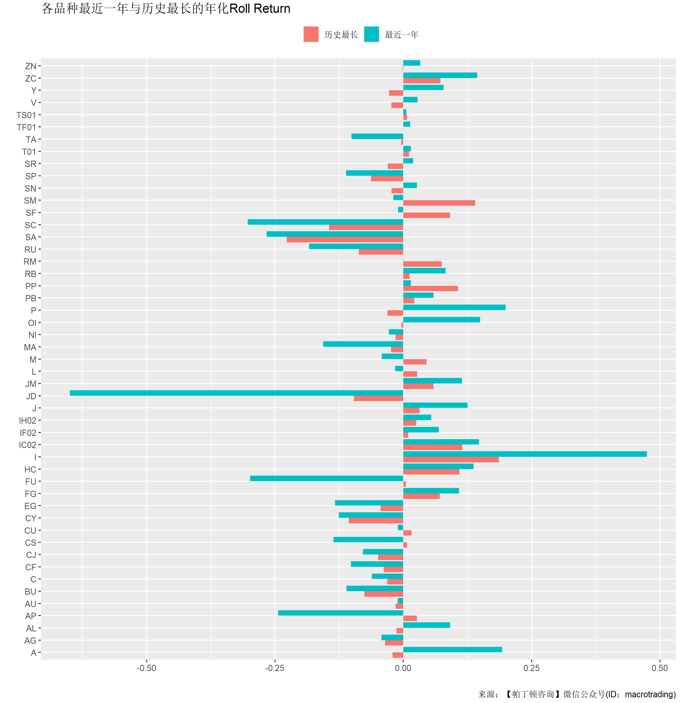 各品种最近一年与历史最长的年化Roll Return
历史最长 最近一年
ZN
ZC
Y
V
TS01
TF01
TA
T01
SR
SP
SN
SM
SF
SC
SA
RU
RM
RB
PP
PB
P
OI
NI
MA
M
L
JM
JD
J
IH02
IF02
IC02
I
HC
FU
FG
EG
CY
CU
CS
CJ
CF
C
BU
AU
AP
AL
AG
A
-0.50 -0.25 0.00 0.25 0.50
来源:【帕丁顿咨询】微信公众号(ID：macrotrading)